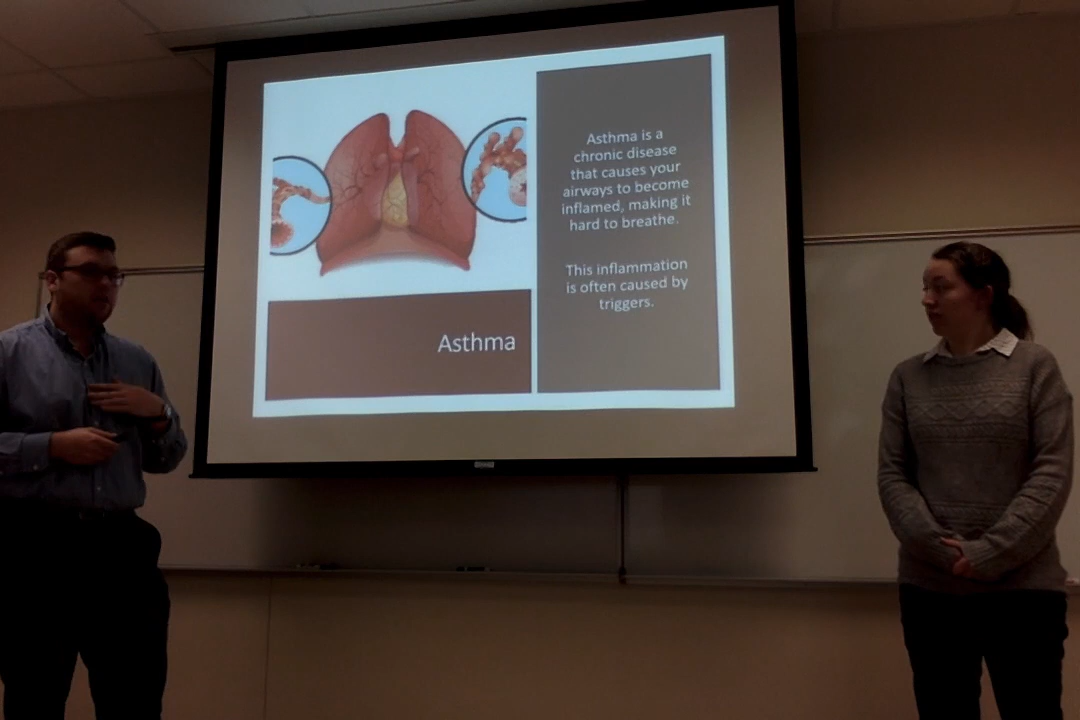 Asthma is a
chronic disease
that causes your
airways to become
inflamed, making it
hard to breathe.
This inflammation
is often caused by
triggers.
Asthma